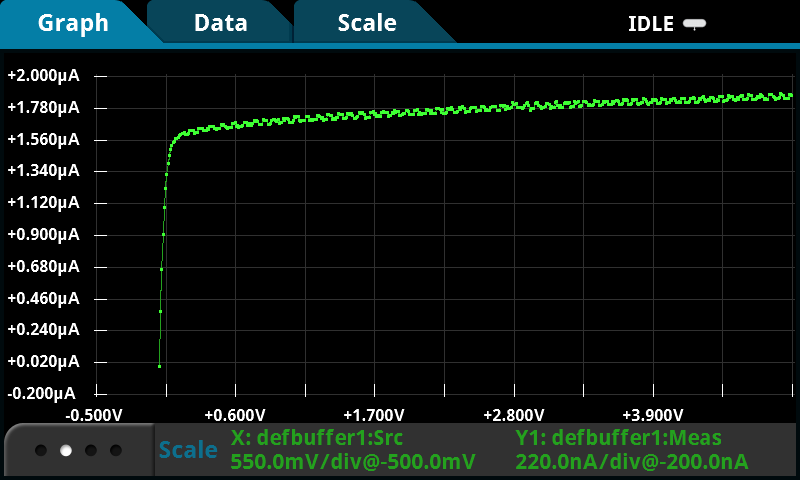 Graph Data Scale IDLE
+2.000µA
+1.780µA
+1.560µA
+1.340µA
+1.120µA
+0.900µA
+0.680µA
+0.460µA
+0.240µA
+0.020µA
-0.200µA
-0.500V +0.600V +1.700V +2.800V +3.900V
Scale
X: defbuffer1:Src
550.0mV/div@-500.0mV
Y1: defbuffer1:Meas
220.0nA/div@-200.0nA